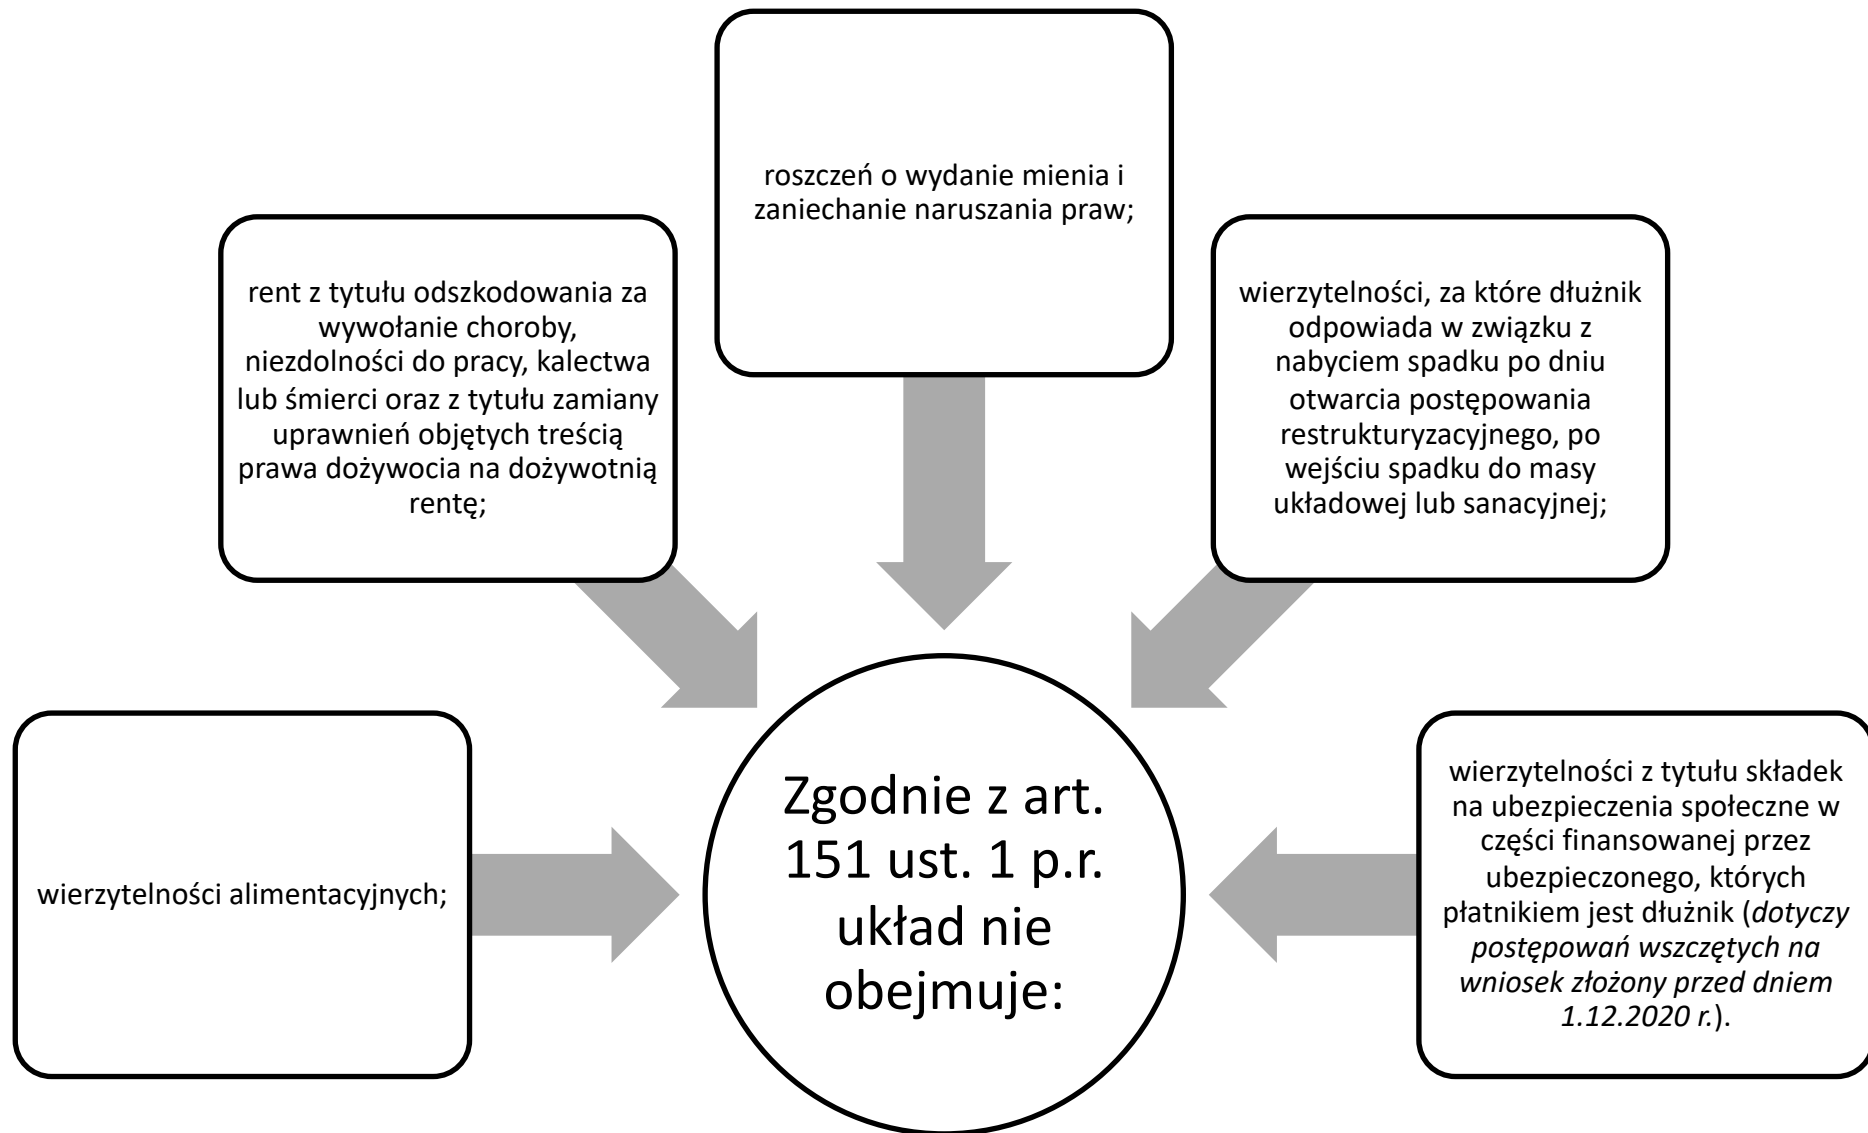 roszczeń o wydanie mienia i
zaniechanie naruszania praw;
rent z tytułu odszkodowania za
wywołanie choroby,
niezdolności do pracy, kalectwa
lub śmierci oraz z tytułu zamiany
uprawnień objętych treścią
prawa dożywocia na dożywotnią
rentę;
wierzytelności, za które dłużnik
odpowiada w związku z
nabyciem spadku po dniu
otwarcia postępowania
restrukturyzacyjnego, po
wejściu spadku do masy
układowej lub sanacyjnej;
wierzytelności alimentacyjnych;
Zgodnie z art.
151 ust. 1 p.r.
układ nie
obejmuje:
wierzytelności z tytułu składek
na ubezpieczenia społeczne w
części finansowanej przez
ubezpieczonego, których
płatnikiem jest dłużnik (dotyczy
postępowań wszczętych na
wniosek złożony przed dniem
1.12.2020 r.).